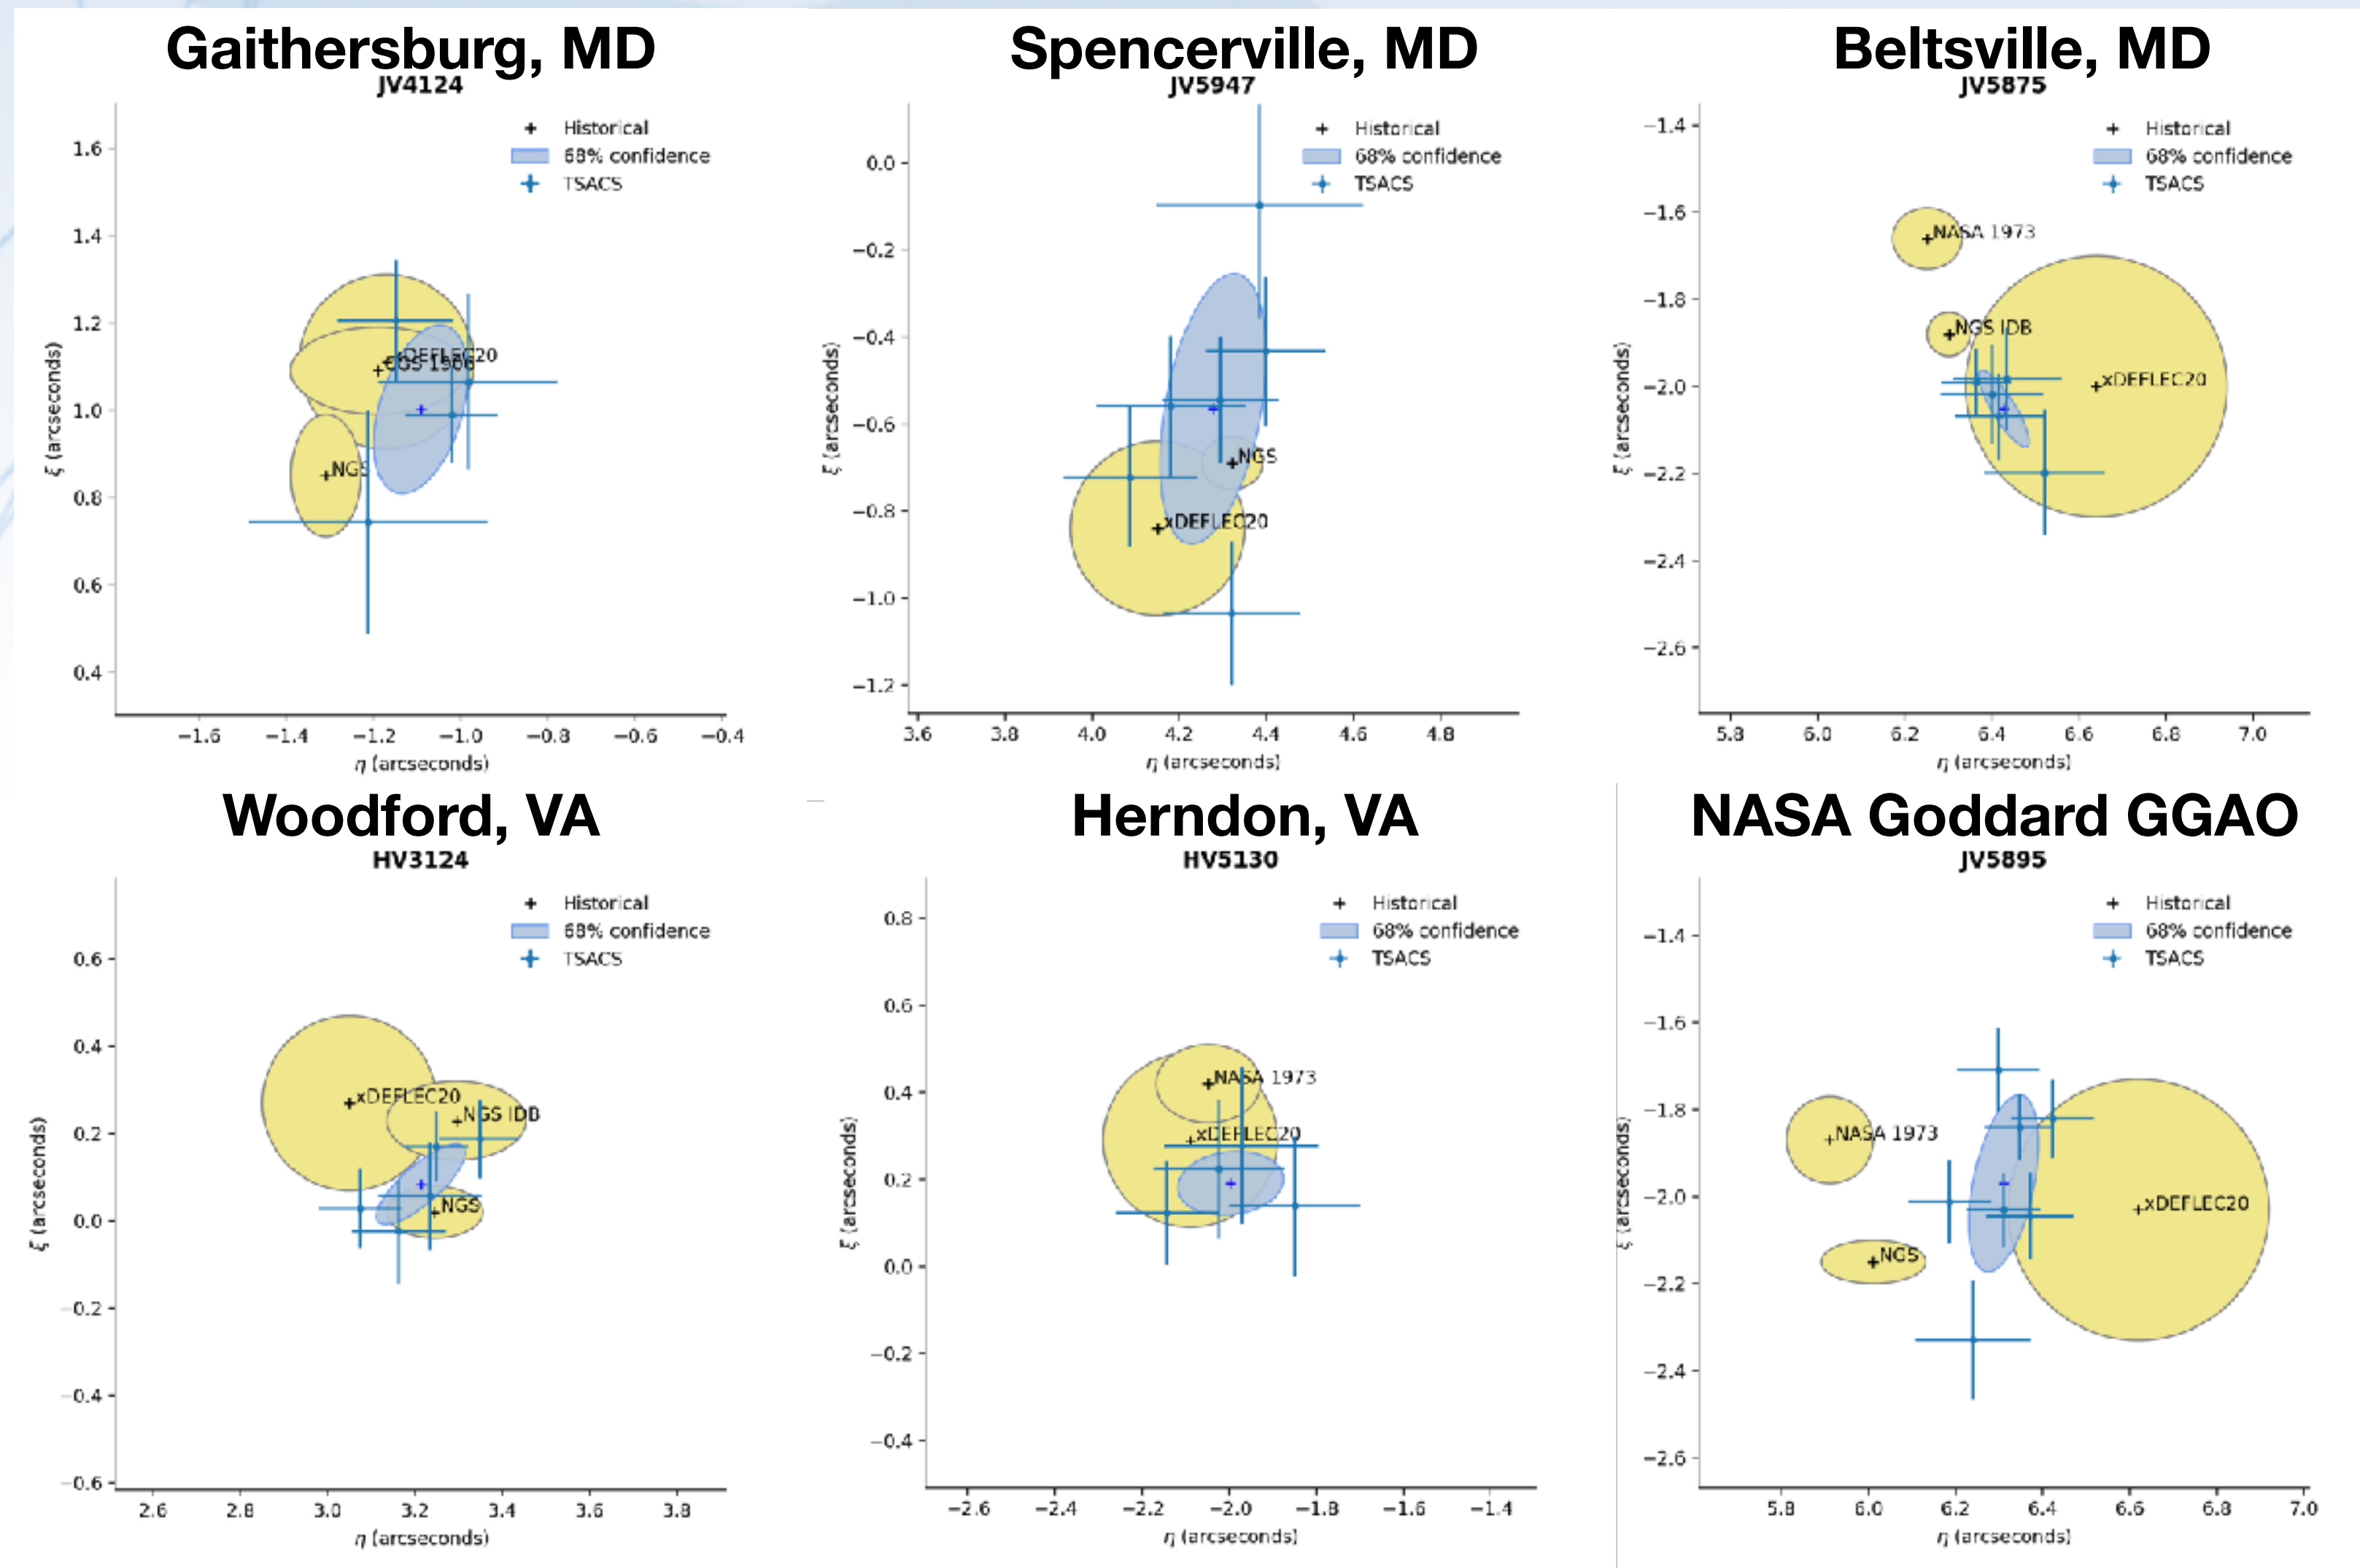 Gaithersburg, MD
JV4124
Historical
68% confidence
TSACS
1.6
1.4
1.2
1.0
0.8
0.6
0.4
ξ (arcseconds)
xDEFLEC20
CGS 1906
NGS
−1.6 −1.4 −1.2 −1.0 −0.8 −0.6 −0.4
η (arcseconds)
Spencerville, MD
JV5947
Historical
68% confidence
TSACS
0.0
−0.2
−0.4
−0.6
−0.8
−1.0
−1.2
ξ (arcseconds)
NGS
xDEFLEC20
3.6 3.8 4.0 4.2 4.4 4.6 4.8
η (arcseconds)
Beltsville, MD
JV5875
Historical
68% confidence
TSACS
−1.4
−1.6
−1.8
−2.0
−2.2
−2.4
−2.6
ξ (arcseconds)
NASA 1973
NGS IDB
xDEFLEC20
5.8 6.0 6.2 6.4 6.6 6.8 7.0
η (arcseconds)
Woodford, VA
HV3124
Historical
68% confidence
TSACS
0.6
0.4
0.2
0.0
−0.2
−0.4
−0.6
ξ (arcseconds)
xDEFLEC20
NGS IDB
NGS
2.6 2.8 3.0 3.2 3.4 3.6 3.8
η (arcseconds)
Herndon, VA
HV5130
Historical
68% confidence
TSACS
0.8
0.6
0.4
0.2
0.0
−0.2
−0.4
ξ (arcseconds)
NASA 1973
xDEFLEC20
−2.6 −2.4 −2.2 −2.0 −1.8 −1.6 −1.4
η (arcseconds)
NASA Goddard GGAO
JV5895
Historical
68% confidence
TSACS
−1.4
−1.6
−1.8
−2.0
−2.2
−2.4
−2.6
ξ (arcseconds)
NASA 1973
xDEFLEC20
NGS
5.8 6.0 6.2 6.4 6.6 6.8 7.0
η (arcseconds)